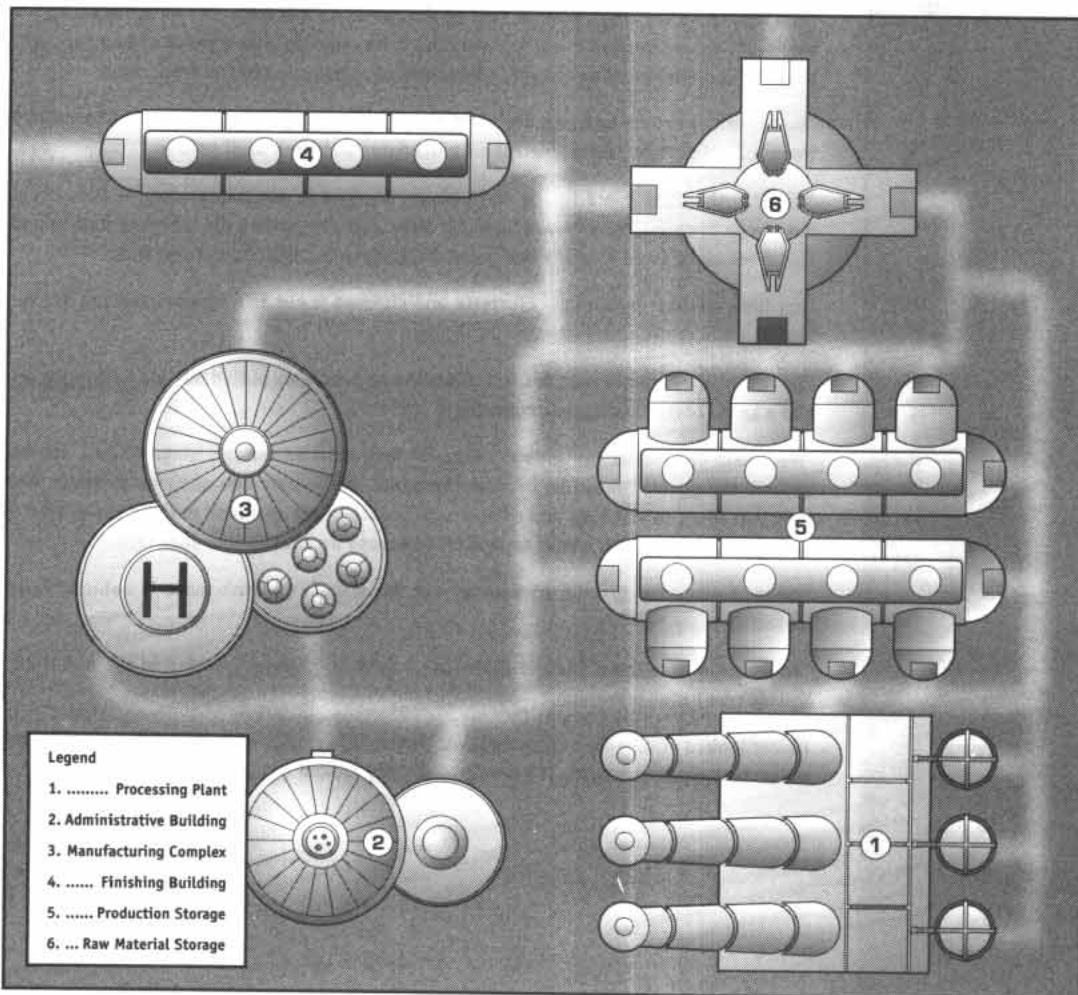 4
6
3
5
H
Legend
1. ......... Processing Plant
2. Administrative Building
3. Manufacturing Complex
4. ...... Finishing Building
5. ...... Production Storage
6. ... Raw Material Storage
2
1